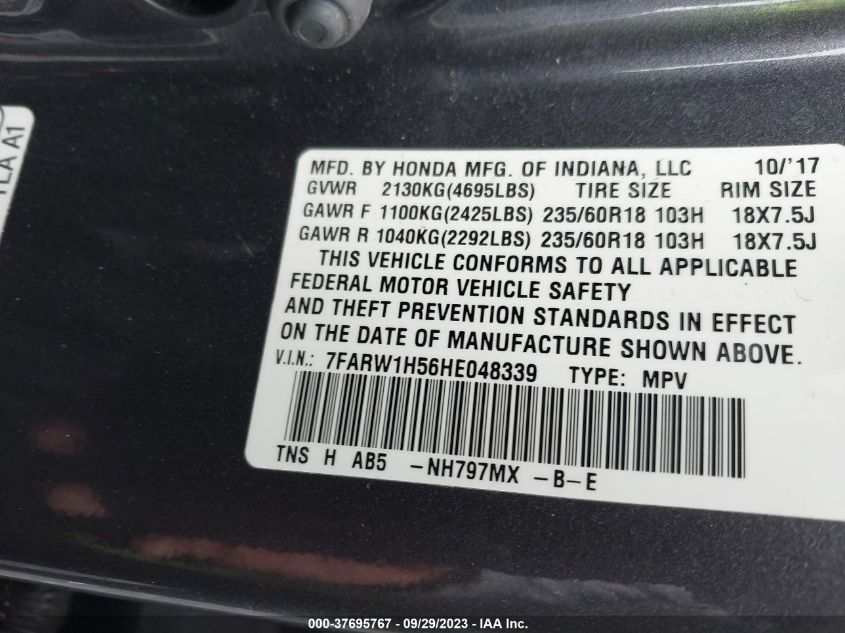 TLA A1
MFD. BY HONDA MFG. OF INDIANA, LLC 10/'17
GVWR 2130KG(4695LBS) TIRE SIZE RIM SIZE
GAWR F 1100KG(2425LBS) 235/60R18 103H 18X7.5J
GAWR R 1040KG(2292LBS) 235/60R18 103H 18X7.5J
THIS VEHICLE CONFORMS TO ALL APPLICABLE
FEDERAL MOTOR VEHICLE SAFETY
AND THEFT PREVENTION STANDARDS IN EFFECT
ON THE DATE OF MANUFACTURE SHOWN ABOVE.
V.I.N.: 7FARW1H56HE048339 TYPE: MPV
TNS H AB5 -NH797MX -B-E
000-37695767 / 09/29/2023 - IAA Inc.